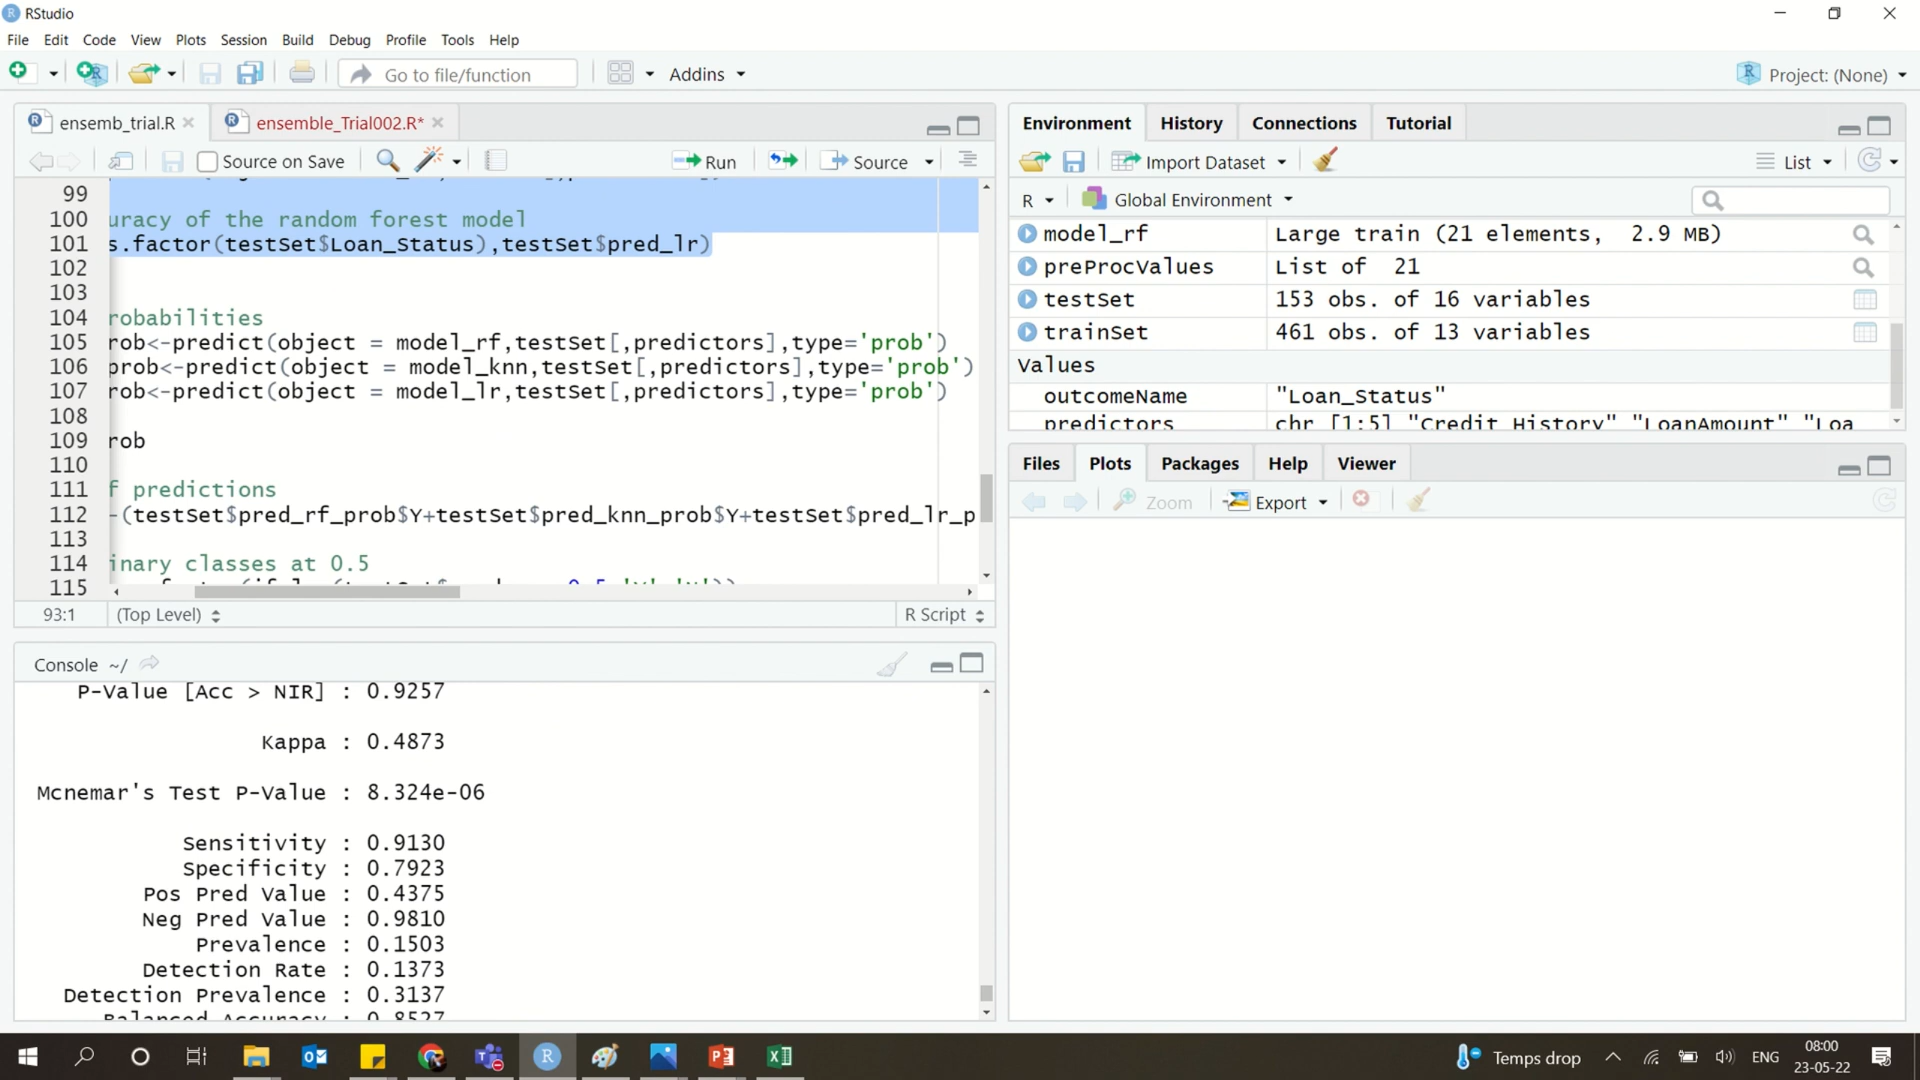 RStudio
File Edit Code View Plots Session Build Debug Profile Tools Help
Go to file/function
Addins
Project: (None)
ensemb_trial.R
ensemble_Trial002.R*
Source on Save
Run
Source
99
100 uracy of the random forest model
101 s.factor(testSet$Loan_Status),testSet$pred_lr)
102
103
104 robabilities
105 rob<-predict(object = model_rf,testSet[,predictors],type='prob')
106 prob<-predict(object = model_knn,testSet[,predictors],type='prob')
107 rob<-predict(object = model_lr,testSet[,predictors],type='prob')
108
109 rob
110
111 f predictions
112 -(testSet$pred_rf_prob$Y+testSet$pred_knn_prob$Y+testSet$pred_lr_p
113
114 inary classes at 0.5
115
93:1 (Top Level) R Script
Console ~/
P-Value [Acc > NIR] : 0.9257
Kappa : 0.4873
Mcnemar's Test P-Value : 8.324e-06
Sensitivity : 0.9130
Specificity : 0.7923
Pos Pred Value : 0.4375
Neg Pred Value : 0.9810
Prevalence : 0.1503
Detection Rate : 0.1373
Detection Prevalence : 0.3137
Balanced Accuracy : 0.8527
Environment History Connections Tutorial
Import Dataset
List
R Global Environment
model_rf Large train (21 elements, 2.9 MB)
preProcValues List of 21
testSet 153 obs. of 16 variables
trainSet 461 obs. of 13 variables
Values
outcomeName "Loan_Status"
predictors chr [1:5] "Credit_History" "LoanAmount" "Loa
Files Plots Packages Help Viewer
Zoom
Export
Temps drop
ENG
08:00
23-05-22